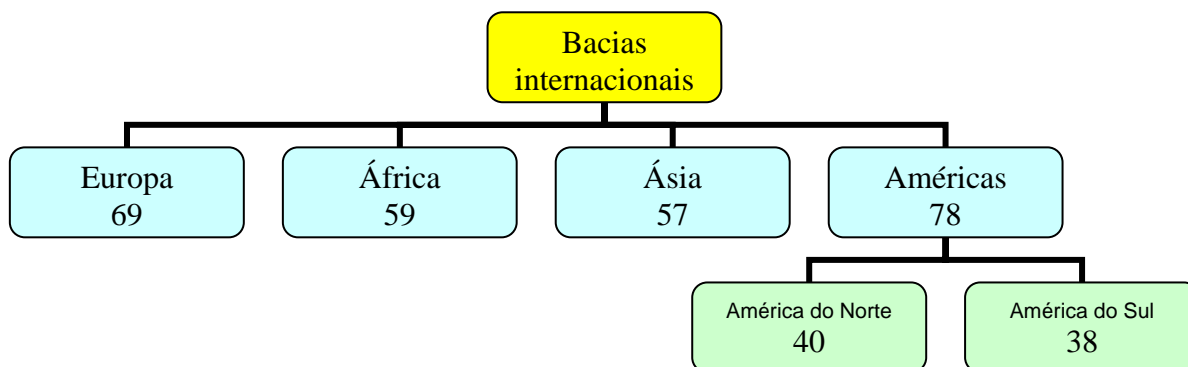 Bacias
internacionais
Europa
69
África
59
Ásia
57
Américas
78
América do Norte
40
América do Sul
38